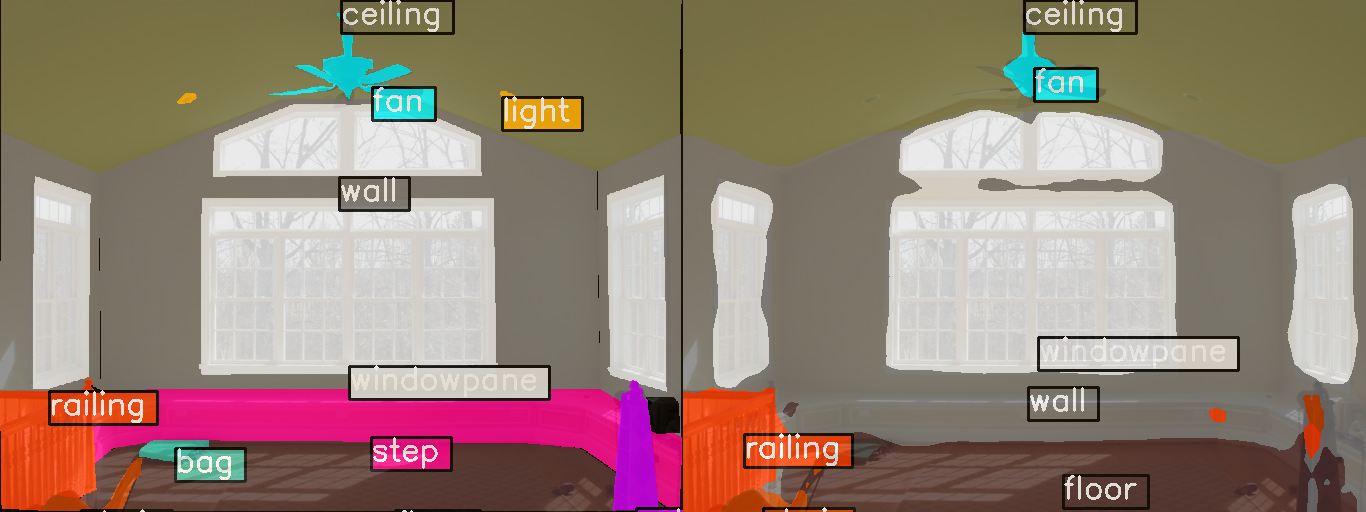 ceiling
fan
light
wall
windowpane
railing
step
bag
ceiling
fan
windowpane
wall
railing
floor